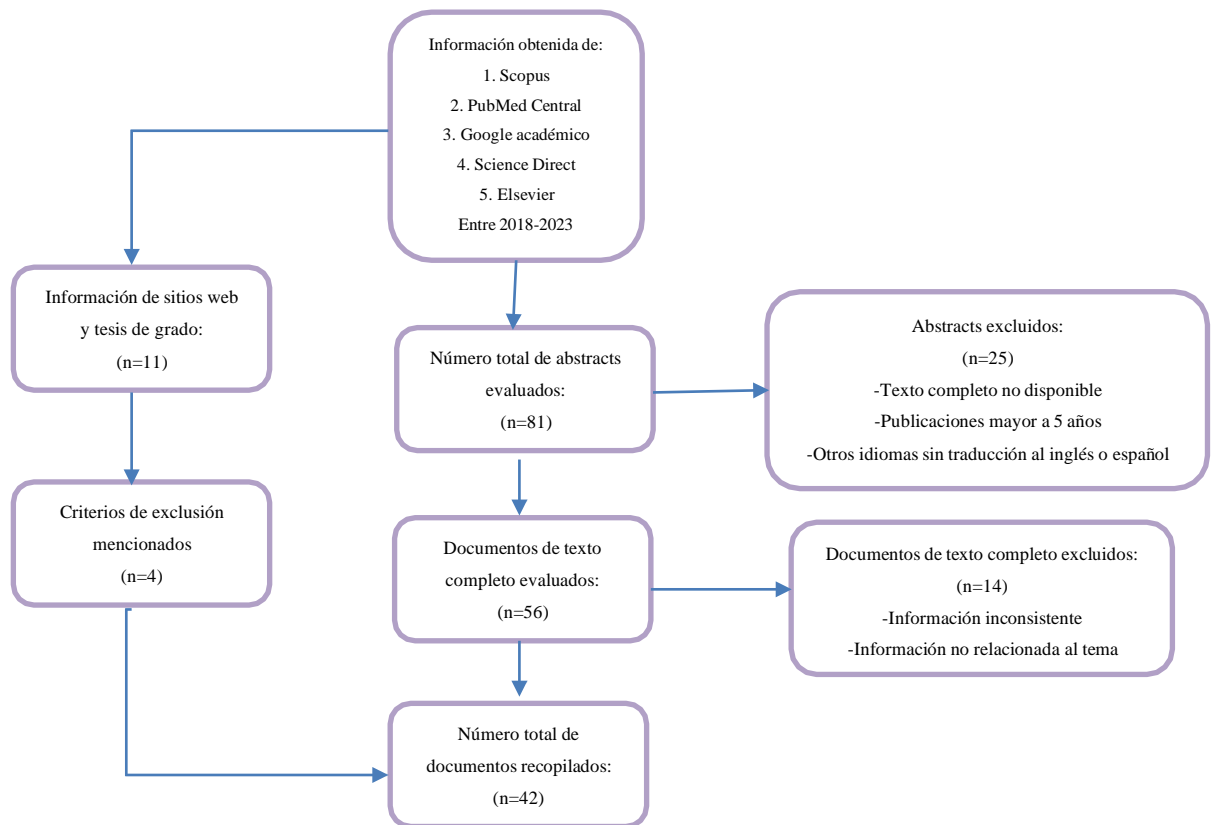 Información obtenida de:
1. Scopus
2. PubMed Central
3. Google académico
4. Science Direct
5. Elsevier
Entre 2018-2023
Información de sitios web
y tesis de grado:
(n=11)
Número total de abstracts
evaluados:
(n=81)
Abstracts excluidos:
(n=25)
-Texto completo no disponible
-Publicaciones mayor a 5 años
-Otros idiomas sin traducción al inglés o español
Criterios de exclusión
mencionados
(n=4)
Documentos de texto
completo evaluados:
(n=56)
Documentos de texto completo excluidos:
(n=14)
-Información inconsistente
-Información no relacionada al tema
Número total de
documentos recopilados:
(n=42)